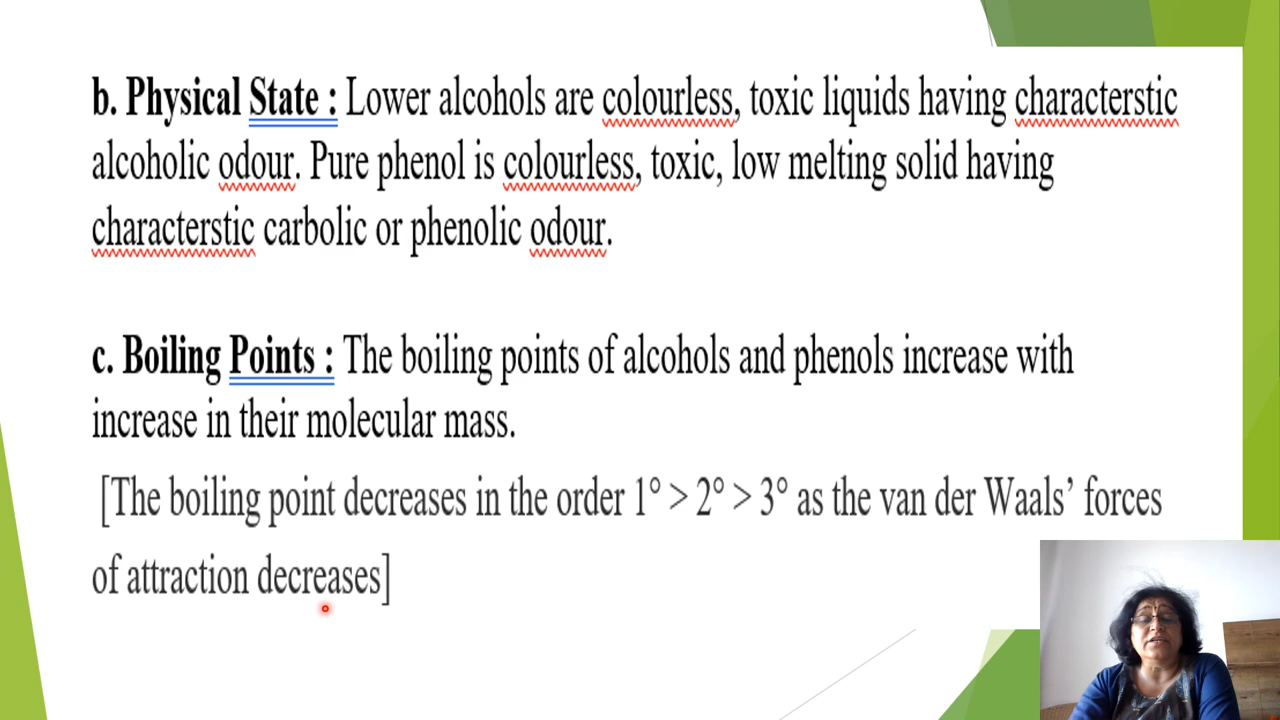 b. Physical State : Lower alcohols are colourless, toxic liquids having characterstic
alcoholic odour. Pure phenol is colourless, toxic, low melting solid having
characterstic carbolic or phenolic odour.
c. Boiling Points : The boiling points of alcohols and phenols increase with
increase in their molecular mass.
[The boiling point decreases in the order 1° > 2° > 3° as the van der Waals’ forces
of attraction decreases]